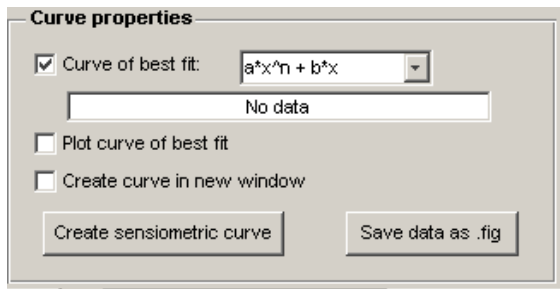 Curve properties
Curve of best fit: a*x^n + b*x
No data
Plot curve of best fit
Create curve in new window
Create sensiometric curve Save data as .fig